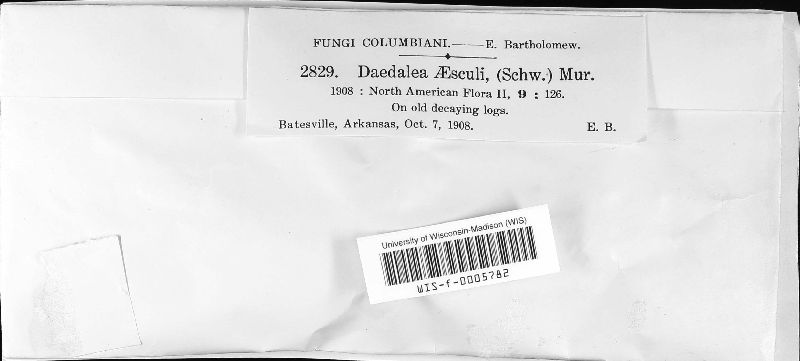 FUNGI COLUMBIANI.——E. Bartholomew.
2829. Daedalea Æsculi, (Schw.) Mur.
1908 : North American Flora II, 9 : 126.
On old decaying logs.
Batesville, Arkansas, Oct. 7, 1908. E. B.
University of Wisconsin-Madison (WIS)
WIS-f-0005782